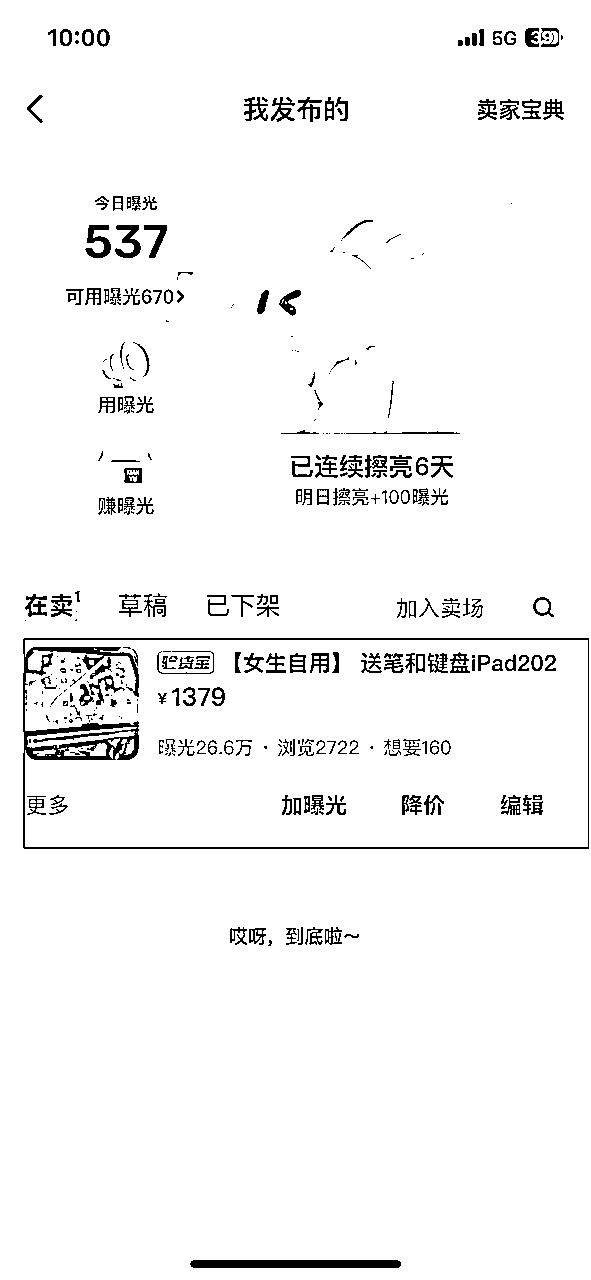 10:00
5G
我发布的
卖家宝典
今日曝光
537
可用曝光670
用曝光
赚曝光
已连续擦亮6天
明日擦亮+100曝光
在卖1
草稿
已下架
加入卖场
验货宝 【女生自用】 送笔和键盘iPad202
¥1379
曝光26.6万 · 浏览2722 · 想要160
更多
加曝光
降价
编辑
哎呀，到底啦～